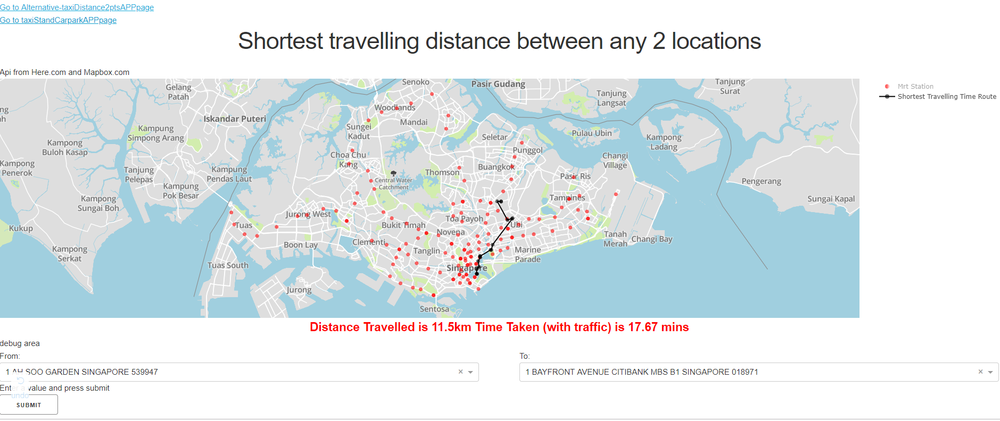 Go to Alternative-taxiDistance2ptsAPPpage
Go to taxiStandCarparkAPPpage
Shortest travelling distance between any 2 locations
Api from Here.com and Mapbox.com
Senoko
Pasir Gudang
Tanjung
Surat
Mrt Station
Gelang
Patah
Shortest Travelling Time Route
Tanjung
Langsat
Woodlands
Iskandar Puteri
Mandai
Kampung
Simpong Arang
Sungei
Kadut
Seletar
Pulau Ubin
Kampong
Ladang
Kampong
Buloh Kasap
Choa Chu
Kang
Punggol
Changi
Village
Kampong
Penerok
Tanjung
Pelepas
Kampung
Pendas Laut
Thomson
Buangkok
Pasir Ris
Central Water
Catchment
Pengerang
Kampung
Pok Besar
Kampong
Sungai Boh
Tampines
Sungai Kapal
Jurong West
Toa Payoh
Ubi
Kukup
Tuas
Bukit Timah
Novena
Tanah
Merah
Changi Bay
Kampong
Serkat
Boon Lay
Clementi
Tanglin
Marine
Parade
Tuas South
Singapore
Jurong
Sentosa
Distance Travelled is 11.5km Time Taken (with traffic) is 17.67 mins
debug area
From:
To:
1 AH SOO GARDEN SINGAPORE 539947
1 BAYFRONT AVENUE CITIBANK MBS B1 SINGAPORE 018971
Enter a value and press submit
undo
SUBMIT